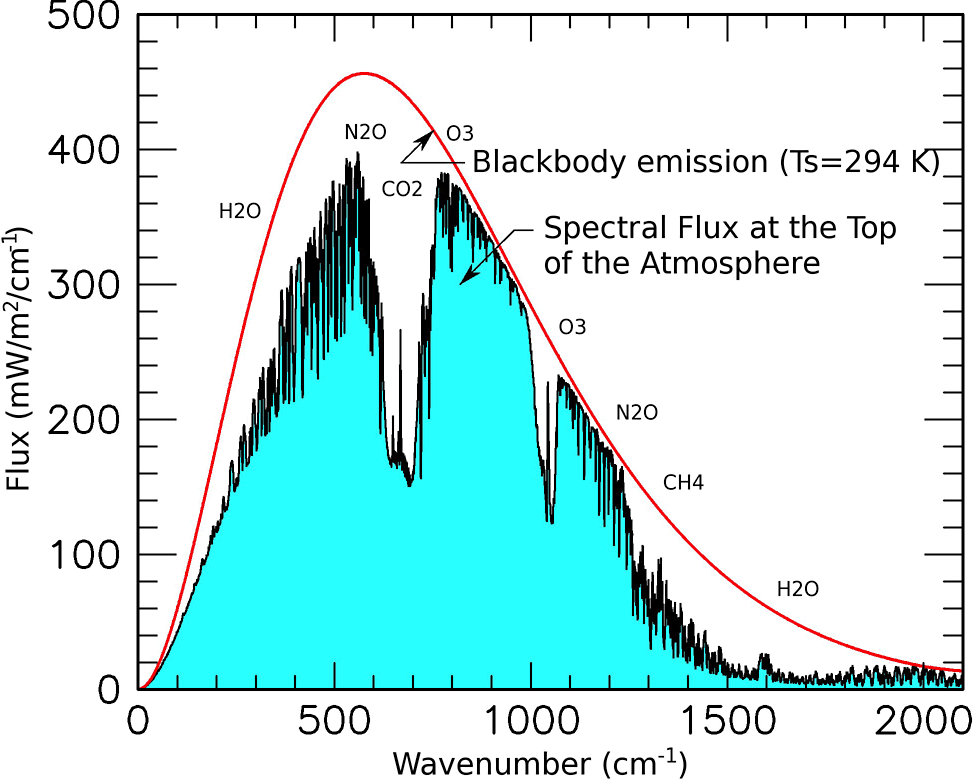 500
400
300
200
100
0
Flux (mW/m²/cm⁻¹)
N2O
O3
Blackbody emission (Ts=294 K)
CO2
H2O
Spectral Flux at the Top
of the Atmosphere
O3
N2O
CH4
H2O
0 500 1000 1500 2000
Wavenumber (cm⁻¹)